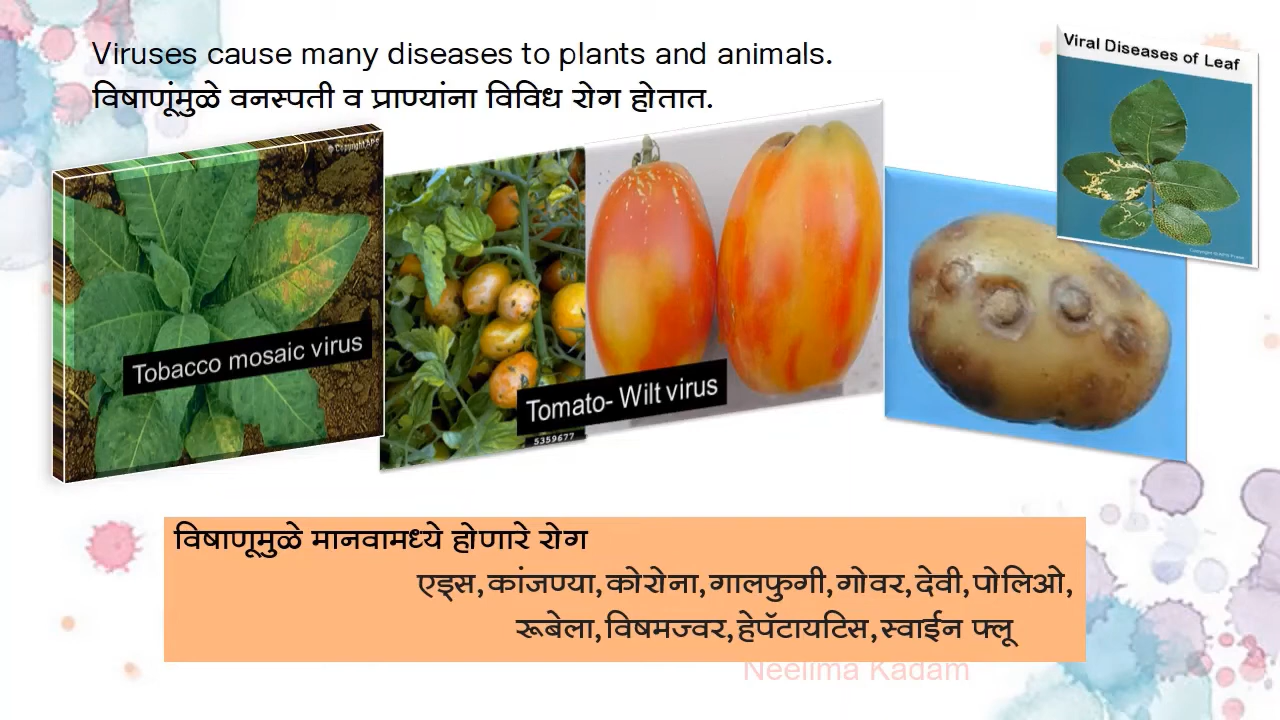 Viruses cause many diseases to plants and animals.
विषाणूंमुळे वनस्पती व प्राण्यांना विविध रोग होतात.
Viral Diseases of Leaf
Tobacco mosaic virus
Tomato- Wilt virus
5359677
विषाणूमुळे मानवामध्ये होणारे रोग
एड्स,कांजण्या,कोरोना,गालफुगी,गोवर,देवी,पोलिओ,
रूबेला,विषमज्वर,हेपॅटायटिस,स्वाईन फ्लू
Neelima Kadam